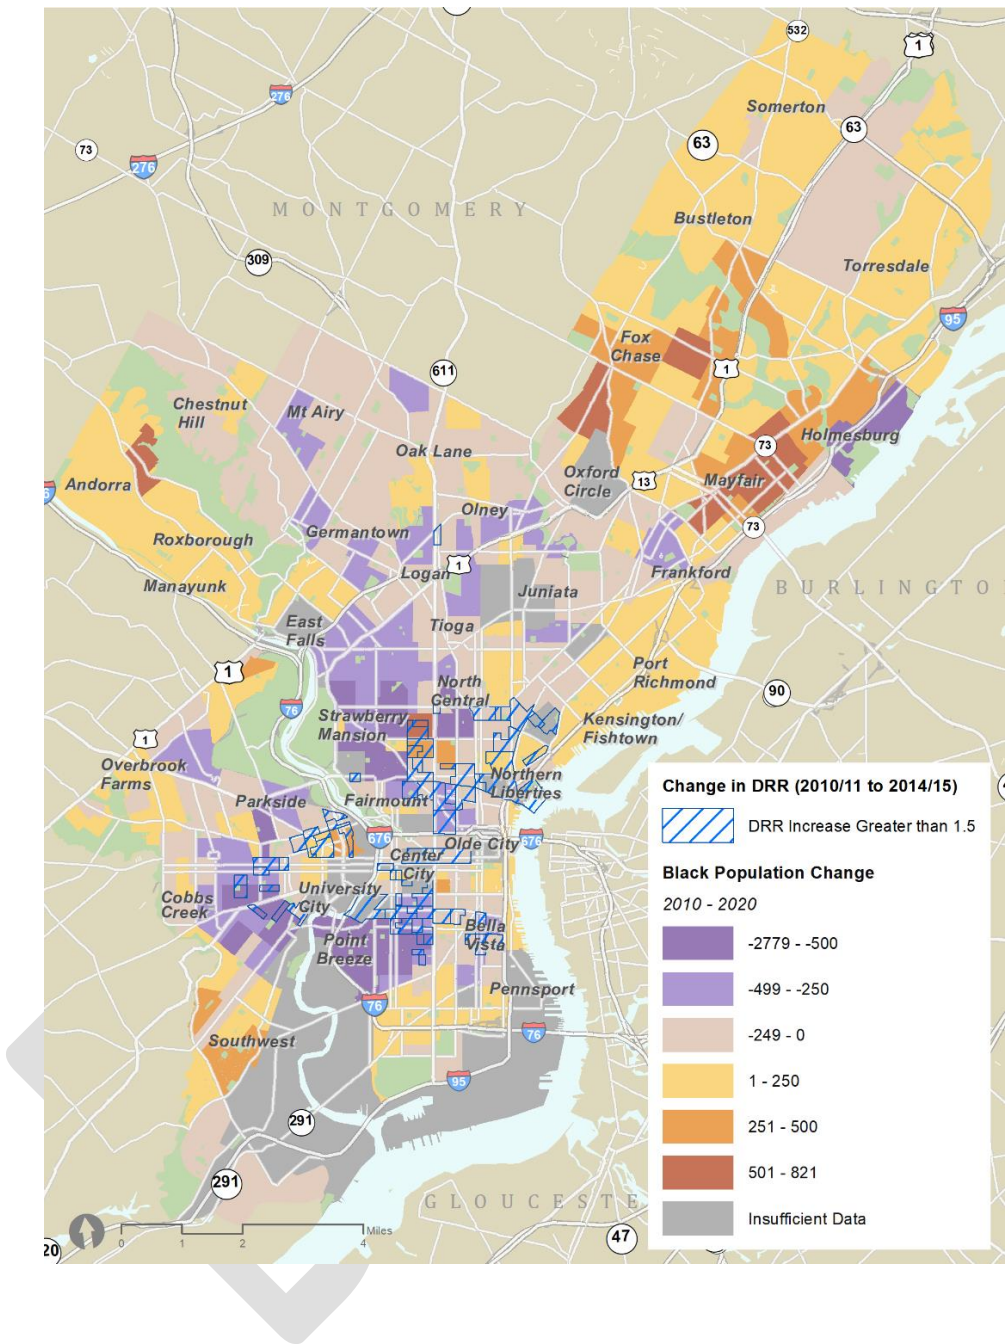 532
1
Somerton
63
63
276
73
276
MONTGOMERY
Bustleton
309
Torresdale
95
Fox
Chase
1
611
Chestnut
Hill
Mt Airy
Oak Lane
73
Holmesburg
Oxford
Circle
13
Mayfair
Andorra
Olney
73
Germantown
Roxborough
1
Logan
Frankford
Manayunk
Juniata
BURLINGTO
East
Falls
Tioga
1
Port
Richmond
North
Central
90
76
Strawberry
Mansion
Kensington/
Fishtown
1
Overbrook
Farms
Northern
Liberties
Parkside
Fairmount
676
Olde City
676
Center
City
University
City
Cobbs
Creek
Bella
Vista
Point
Breeze
Pennsport
76
76
Southwest
95
291
291
GLOUCESTE
47
20
Miles
0 1 2 4
Change in DRR (2010/11 to 2014/15)
DRR Increase Greater than 1.5
Black Population Change
2010 - 2020
-2779 - -500
-499 - -250
-249 - 0
1 - 250
251 - 500
501 - 821
Insufficient Data